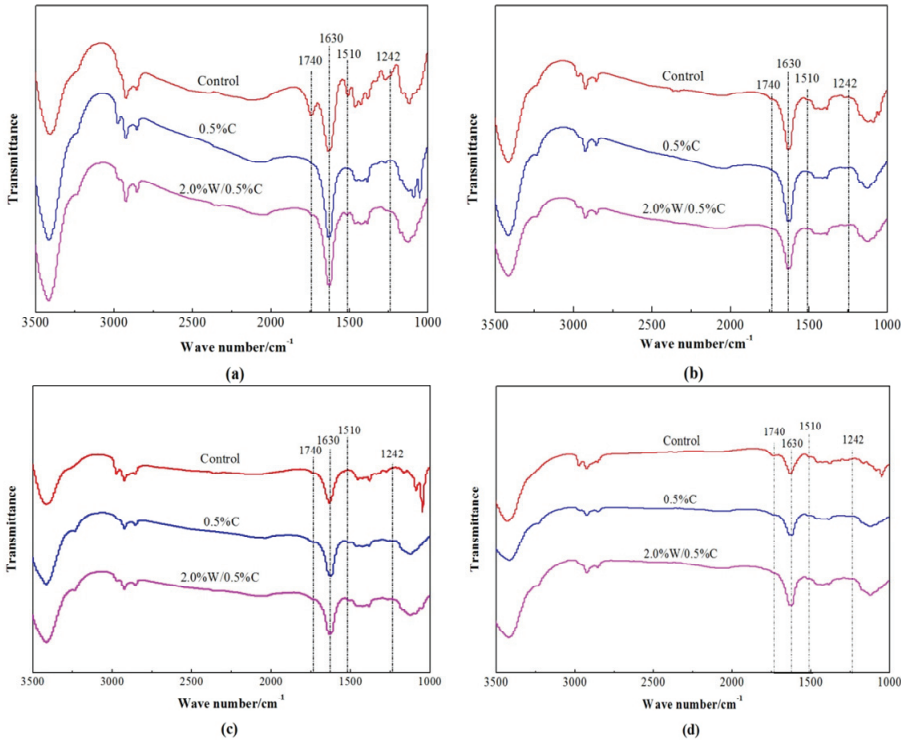 1630
1740
1510
1242
Control
0.5%C
2.0%W/0.5%C
Transmittance
3500
3000
2500
2000
1500
1000
Wave number/cm-1
(a)
1630
1740
1510
1242
Control
0.5%C
2.0%W/0.5%C
Transmittance
3500
3000
2500
2000
1500
1000
Wave number/cm-1
(b)
1740
1630
1510
1242
Control
0.5%C
2.0%W/0.5%C
Transmittance
3500
3000
2500
2000
1500
1000
Wave number/cm-1
(c)
1740
1630
1510
1242
Control
0.5%C
2.0%W/0.5%C
Transmittance
3500
3000
2500
2000
1500
1000
Wave number/cm-1
(d)